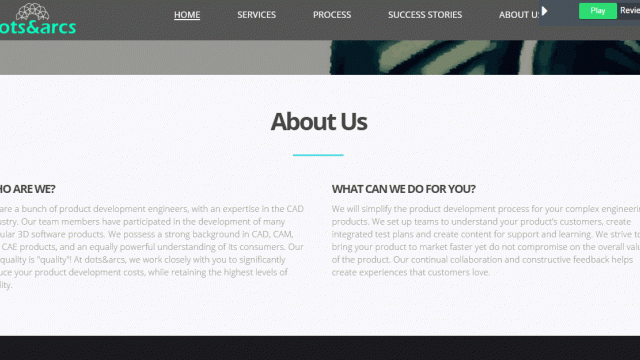 HOME SERVICES PROCESS SUCCESS STORIES ABOUT US
Play Revie
ots&arcs
About Us
HO ARE WE?
are a bunch of product development engineers, with an expertise in the CAD
ustry. Our team members have participated in the development of many
ular 3D software products. We possess a strong background in CAD, CAM,
CAE products, and an equally powerful understanding of its consumers. Our
quality is "quality"! At dots&arcs, we work closely with you to significantly
uce your product development costs, while retaining the highest levels of
lity.
WHAT CAN WE DO FOR YOU?
We will simplify the product development process for your complex engineerin
products. We set up teams to understand your product's customers, create
integrated test plans and create content for support and learning. We strive to
bring your product to market faster yet do not compromise on the overall valu
of the product. Our continual collaboration and constructive feedback helps
create experiences that customers love.